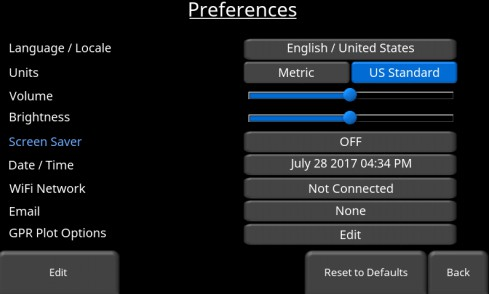 Preferences
Language / Locale English / United States
Units Metric US Standard
Volume
Brightness
Screen Saver OFF
Date / Time July 28 2017 04:34 PM
WiFi Network Not Connected
Email None
GPR Plot Options Edit
Edit Reset to Defaults Back